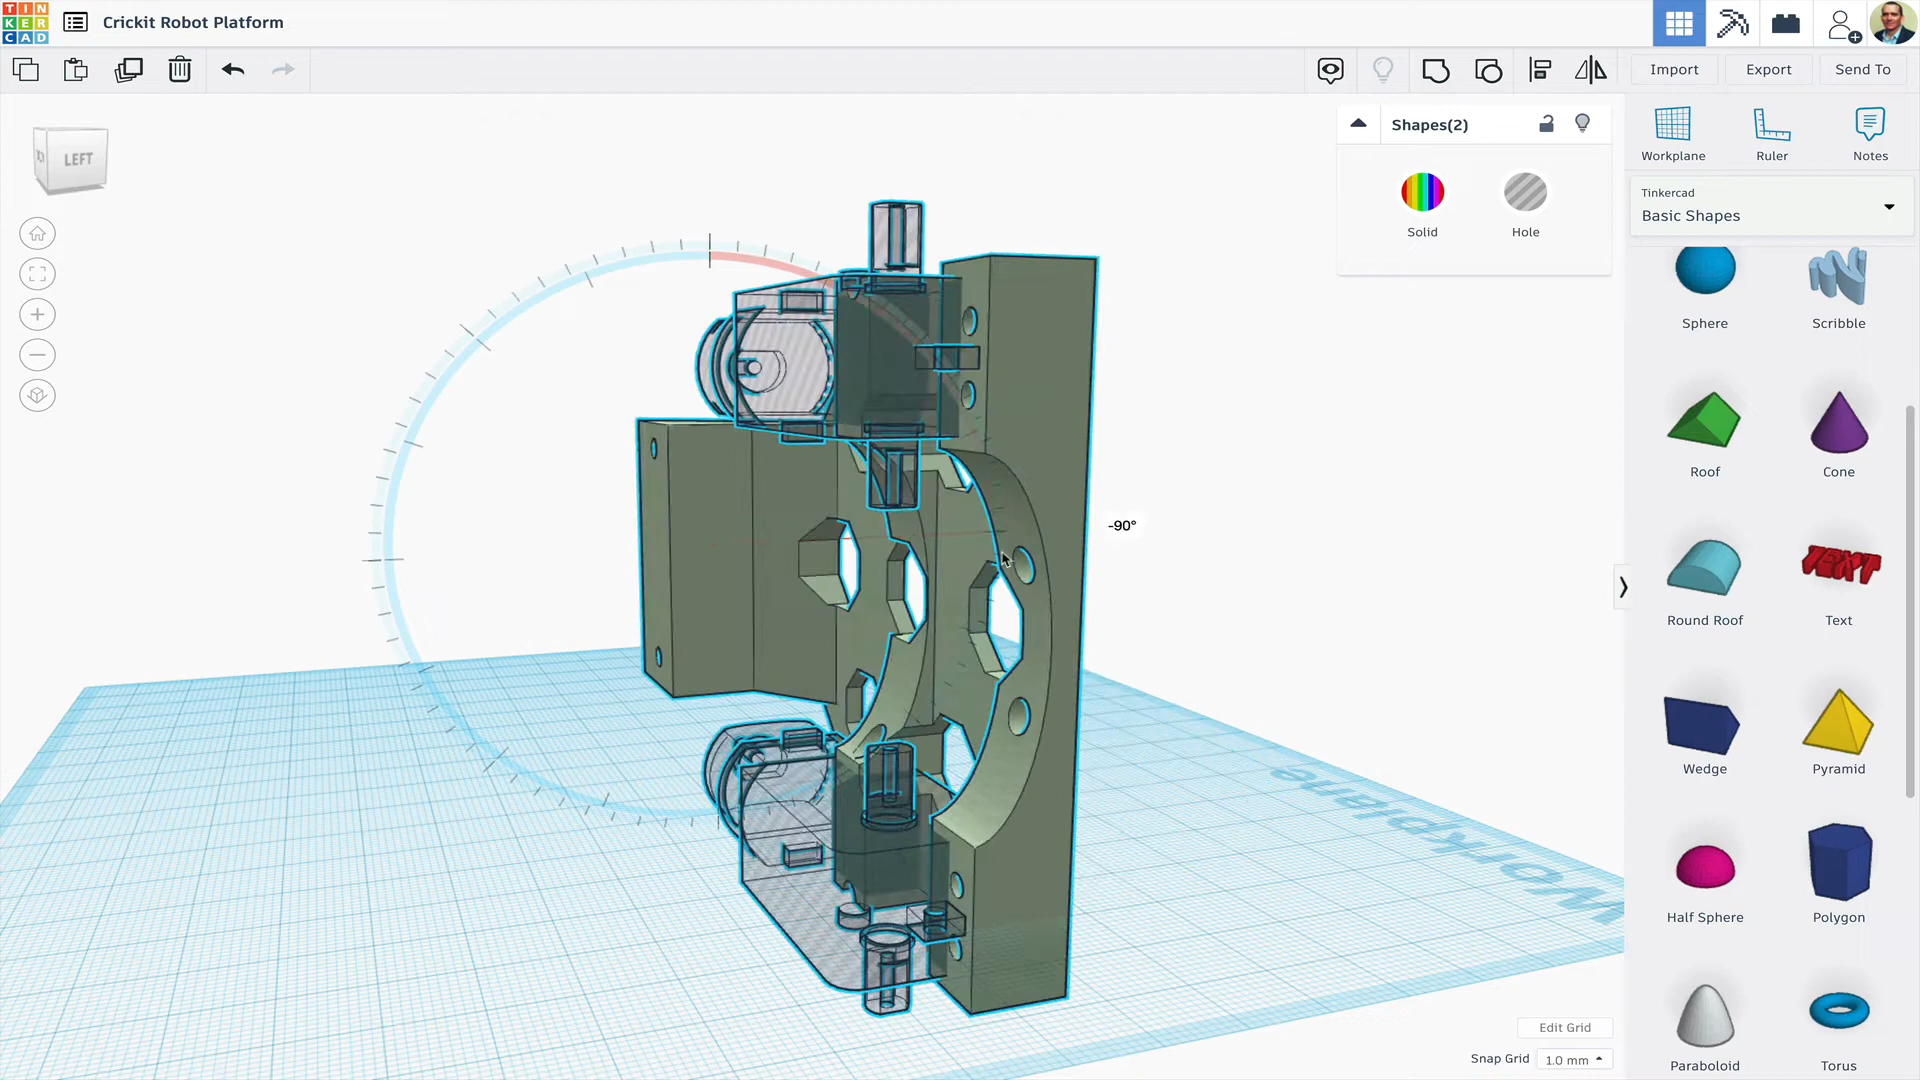 TIN
KER
CAD
Crickit Robot Platform
Import
Export
Send To
LEFT
Shapes(2)
Solid
Hole
Workplane
Ruler
Notes
Tinkercad
Basic Shapes
Sphere
Scribble
Roof
Cone
-90°
TEXT
Round Roof
Text
Wedge
Pyramid
Workplane
Half Sphere
Polygon
Edit Grid
Snap Grid
1.0 mm
Paraboloid
Torus